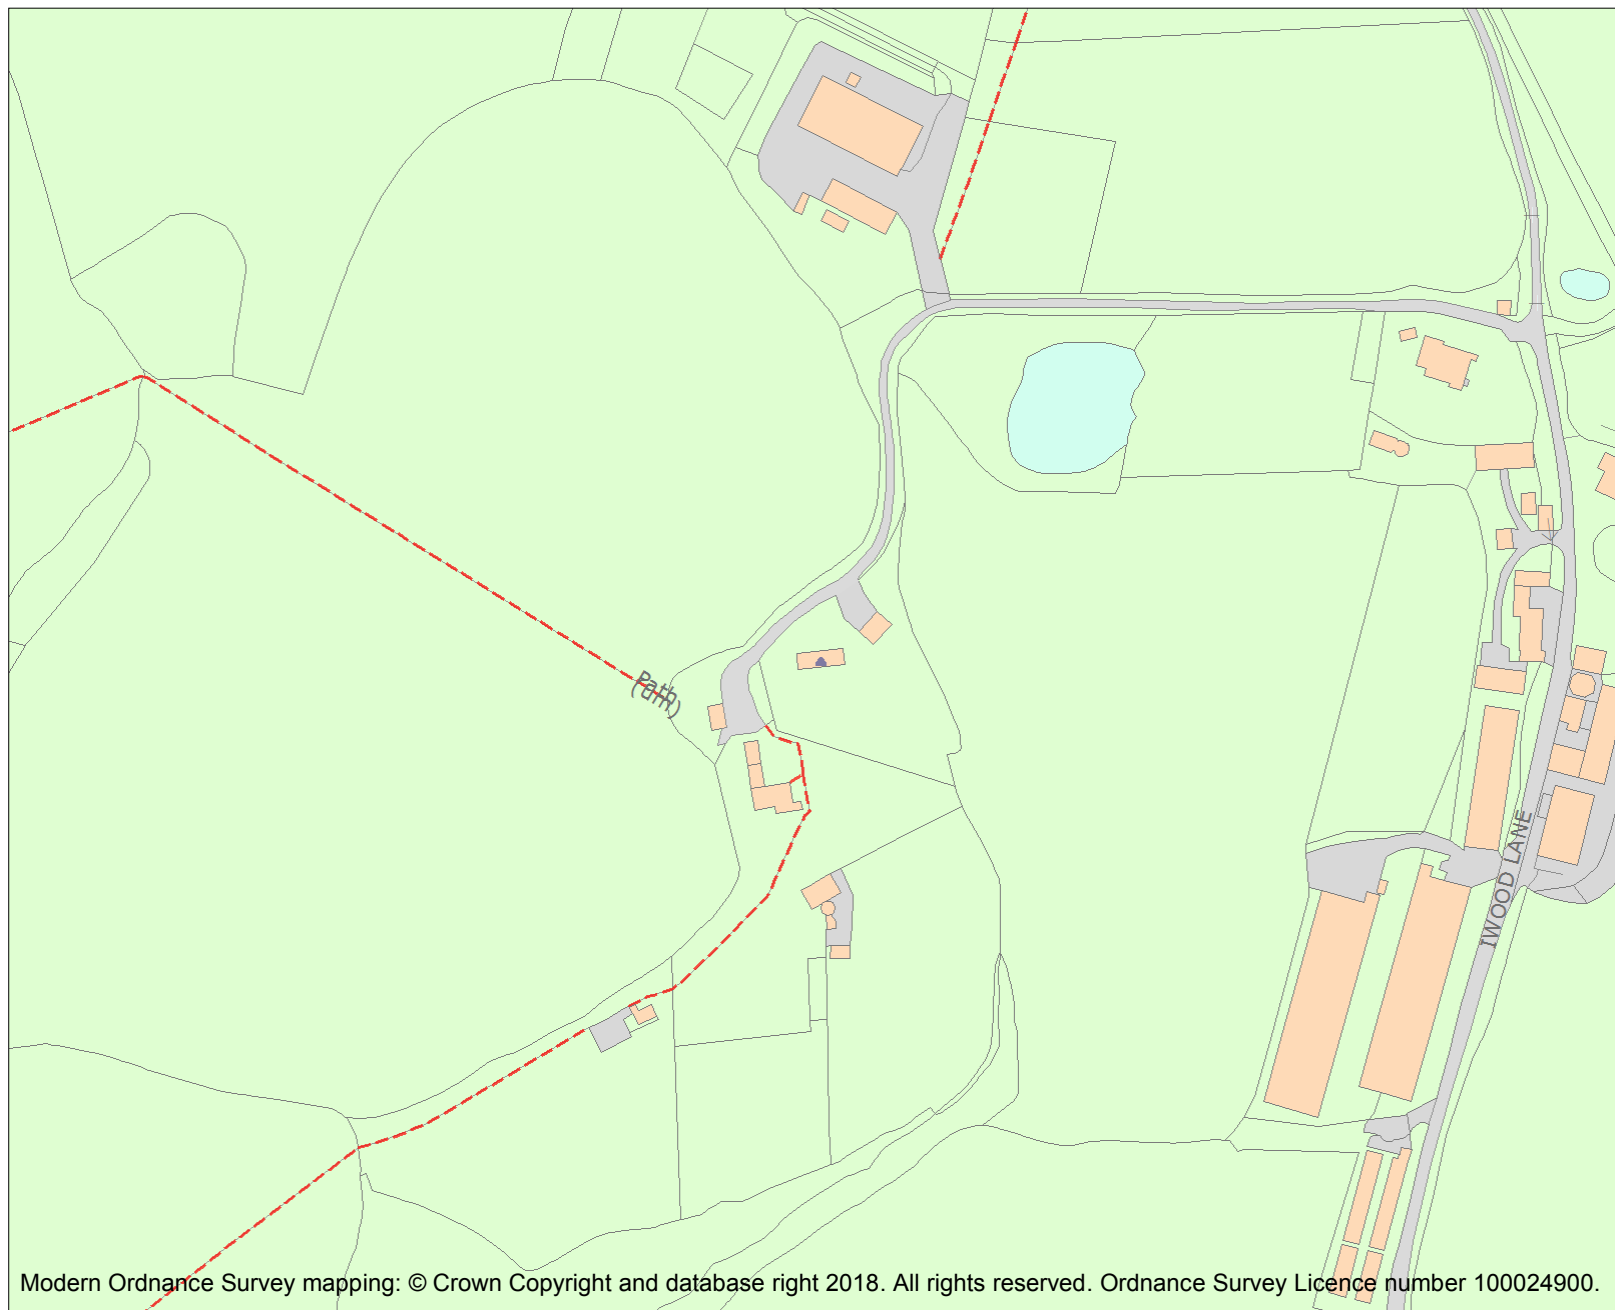 Path
(um)
IWOOD LANE
Modern Ordnance Survey mapping: © Crown Copyright and database right 2018. All rights reserved. Ordnance Survey Licence number 100024900.